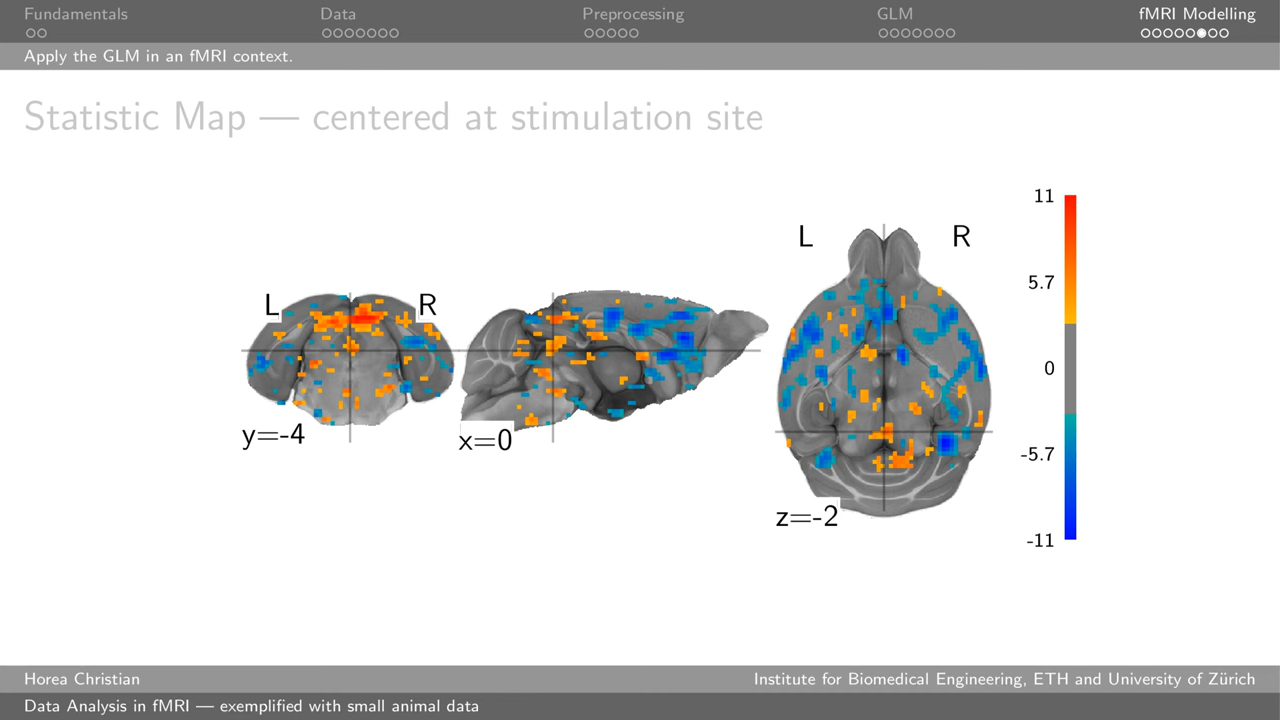 Fundamentals
Data
Preprocessing
GLM
fMRI Modelling
Apply the GLM in an fMRI context.
Statistic Map — centered at stimulation site
L
R
y=-4
x=0
L
R
z=-2
11
5.7
0
-5.7
-11
Horea Christian
Institute for Biomedical Engineering, ETH and University of Zürich
Data Analysis in fMRI — exemplified with small animal data